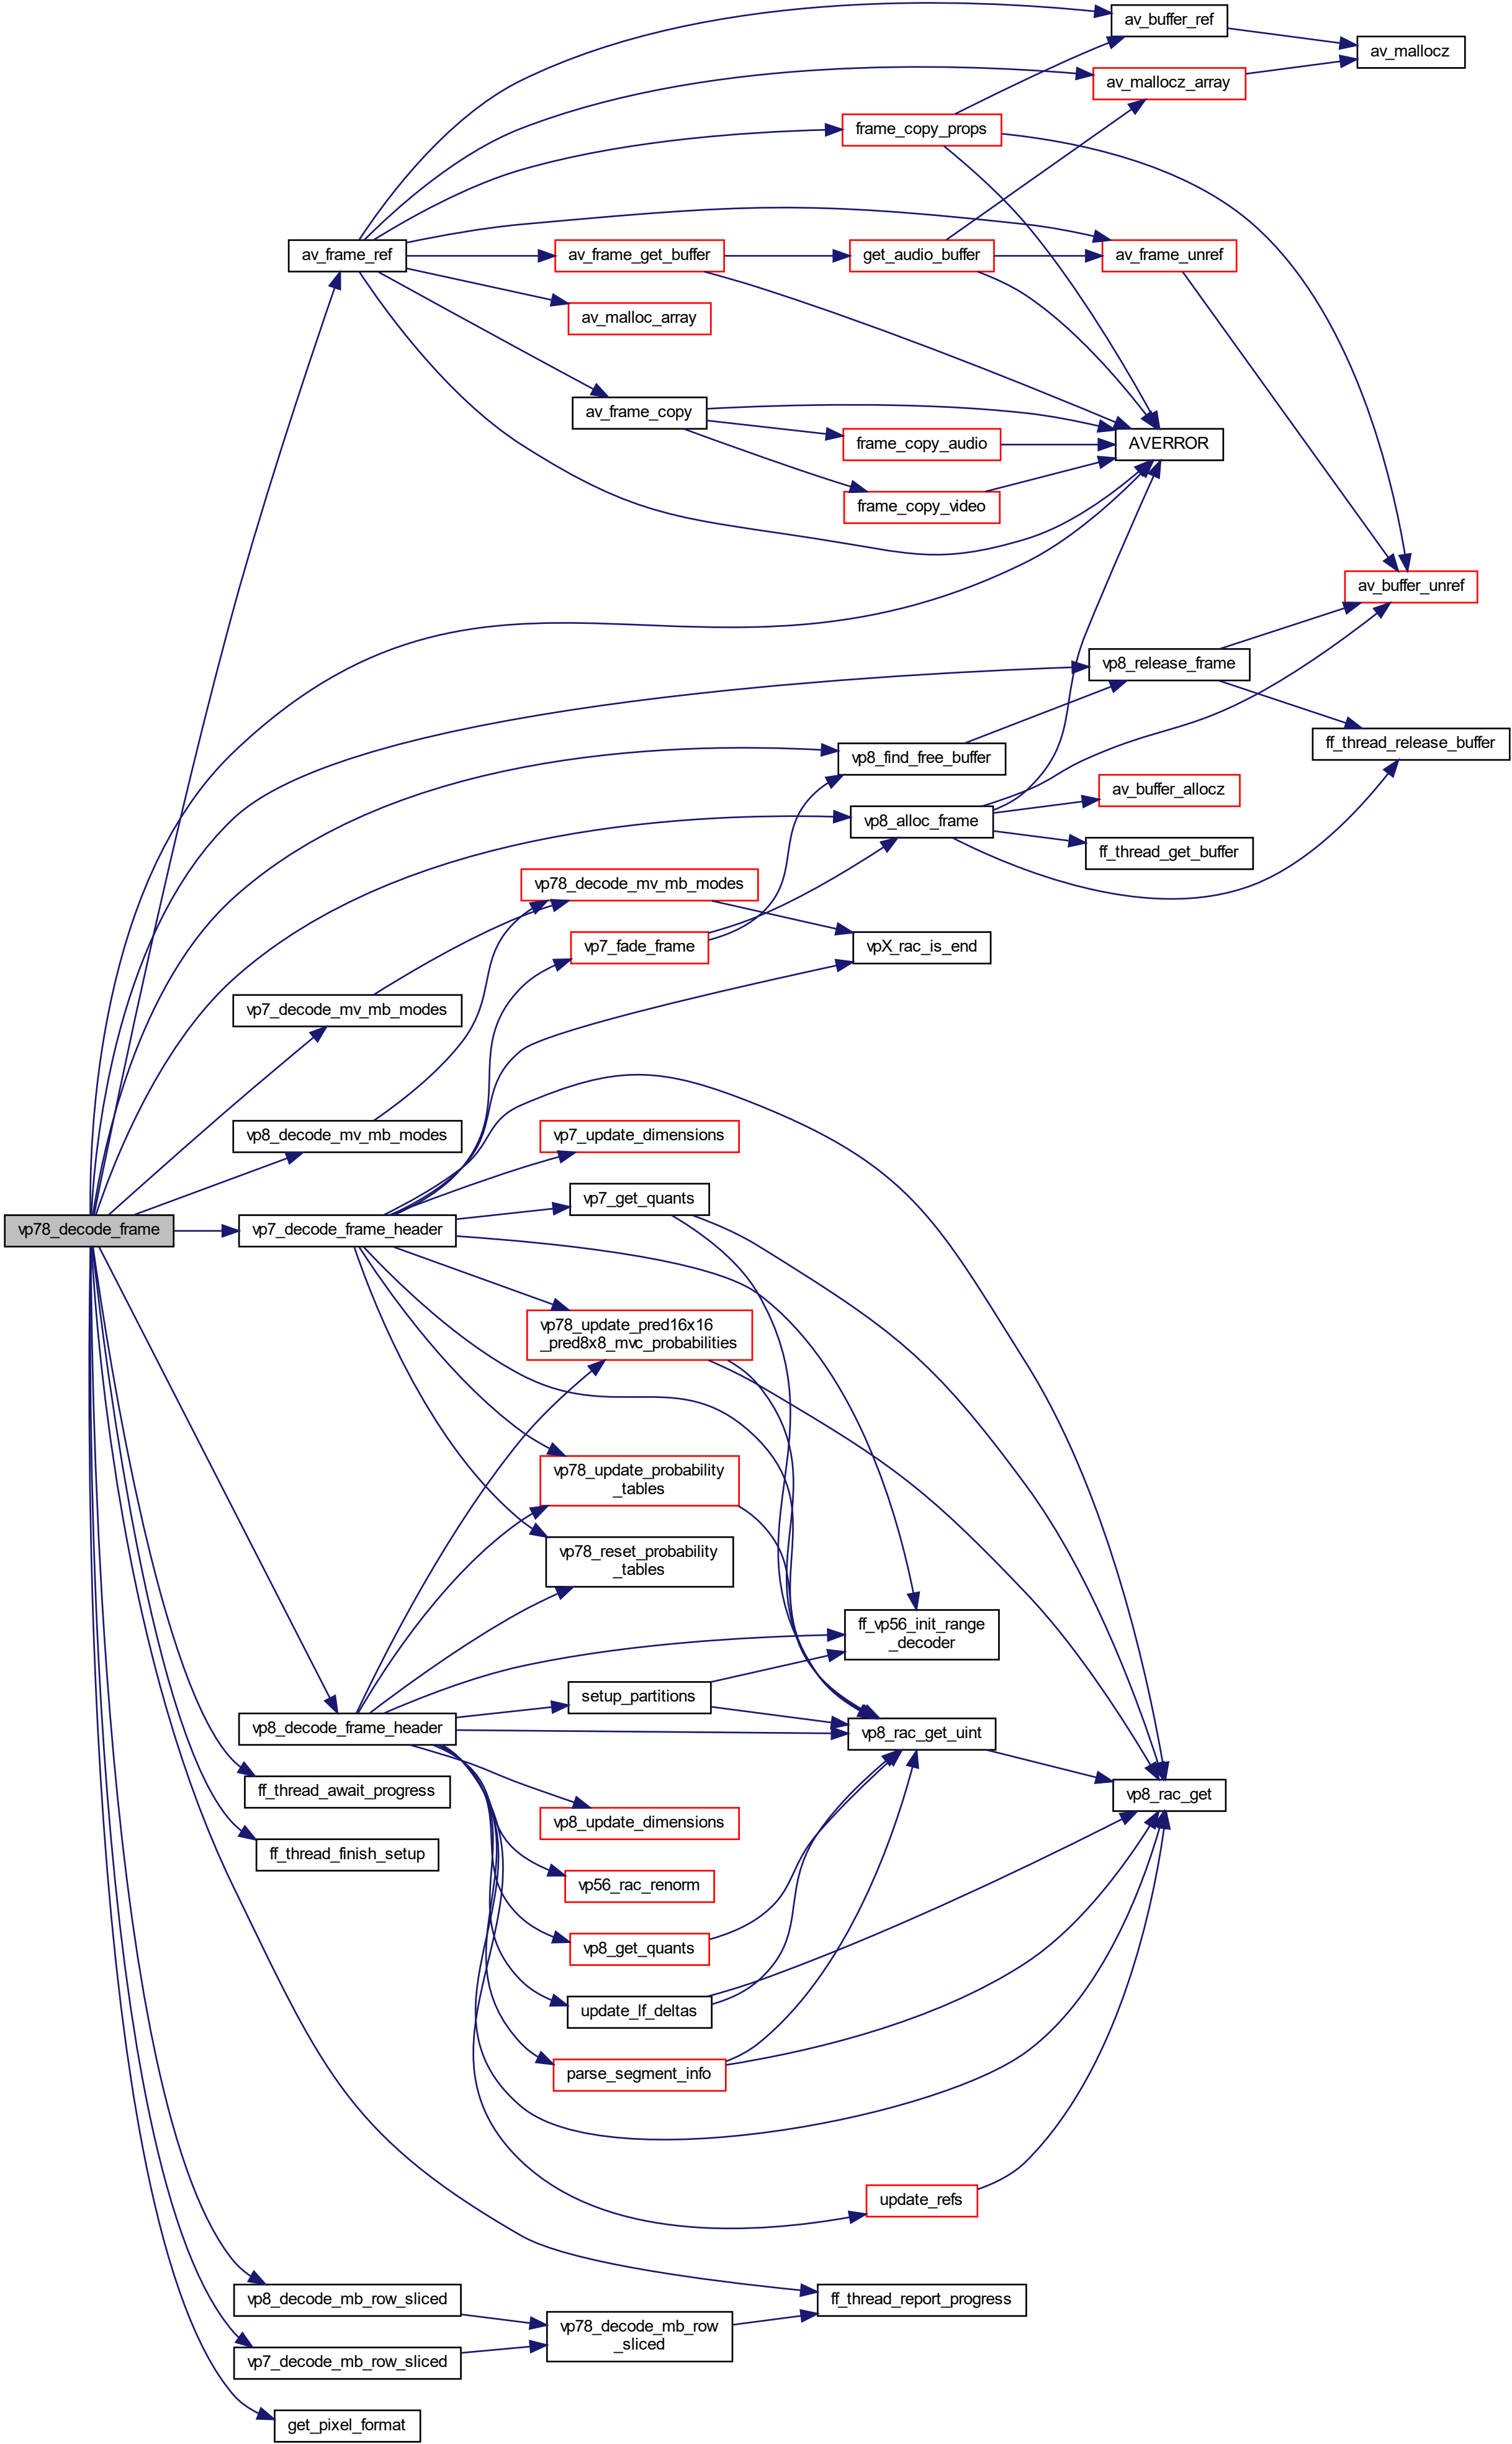 av_buffer_ref
av_mallocz
av_mallocz_array
frame_copy_props
av_frame_ref
av_frame_get_buffer
get_audio_buffer
av_frame_unref
av_malloc_array
av_frame_copy
AVERROR
frame_copy_audio
frame_copy_video
av_buffer_unref
vp8_release_frame
ff_thread_release_buffer
vp8_find_free_buffer
av_buffer_allocz
vp8_alloc_frame
ff_thread_get_buffer
vp78_decode_mv_mb_modes
vp7_fade_frame
vpX_rac_is_end
vp7_decode_mv_mb_modes
vp8_decode_mv_mb_modes
vp7_update_dimensions
vp7_get_quants
vp78_decode_frame
vp7_decode_frame_header
vp78_update_pred16x16
_pred8x8_mvc_probabilities
vp78_update_probability
_tables
vp78_reset_probability
_tables
ff_vp56_init_range
_decoder
setup_partitions
vp8_decode_frame_header
vp8_rac_get_uint
ff_thread_await_progress
vp8_rac_get
vp8_update_dimensions
ff_thread_finish_setup
vp56_rac_renorm
vp8_get_quants
update_lf_deltas
parse_segment_info
update_refs
vp8_decode_mb_row_sliced
ff_thread_report_progress
vp78_decode_mb_row
_sliced
vp7_decode_mb_row_sliced
get_pixel_format